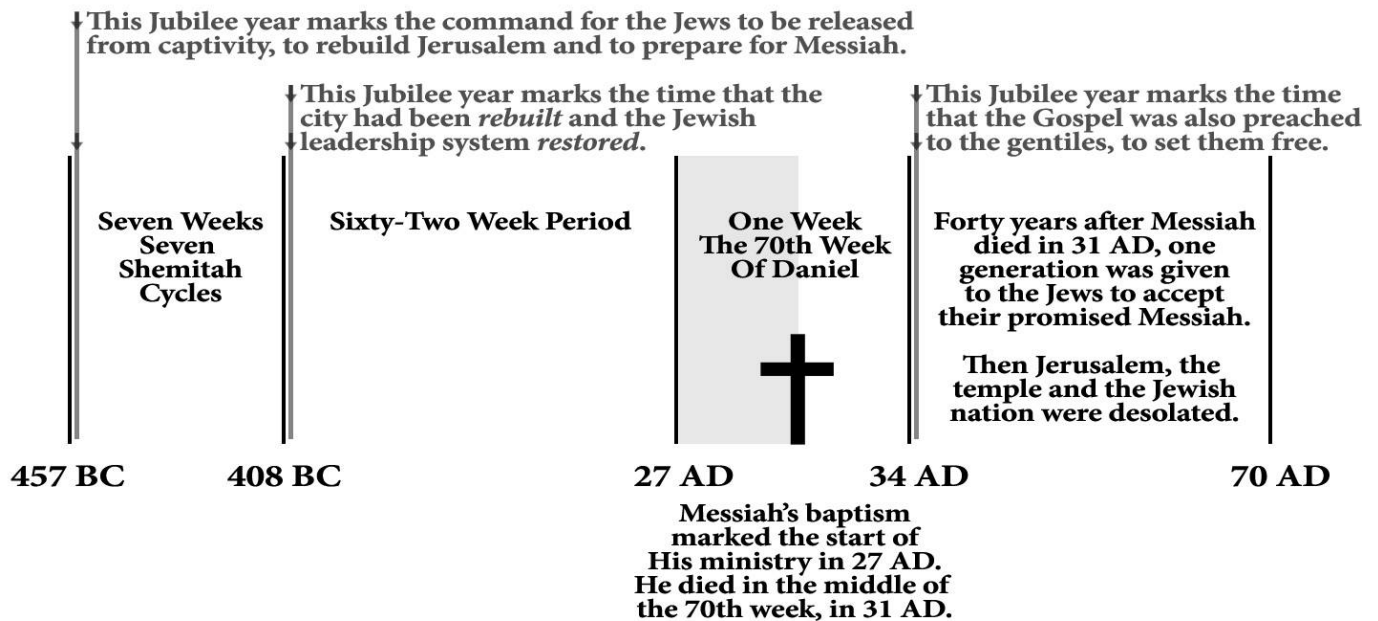 This Jubilee year marks the command for the Jews to be released
from captivity, to rebuild Jerusalem and to prepare for Messiah.
This Jubilee year marks the time that the
city had been rebuilt and the Jewish
leadership system restored.
This Jubilee year marks the time
that the Gospel was also preached
to the gentiles, to set them free.
Seven Weeks
Seven
Shemitah
Cycles
Sixty-Two Week Period
One Week
The 70th Week
Of Daniel
Forty years after Messiah
died in 31 AD, one
generation was given
to the Jews to accept
their promised Messiah.
Then Jerusalem, the
temple and the Jewish
nation were desolated.
457 BC
408 BC
27 AD
34 AD
70 AD
Messiah's baptism
marked the start of
His ministry in 27 AD.
He died in the middle of
the 70th week, in 31 AD.